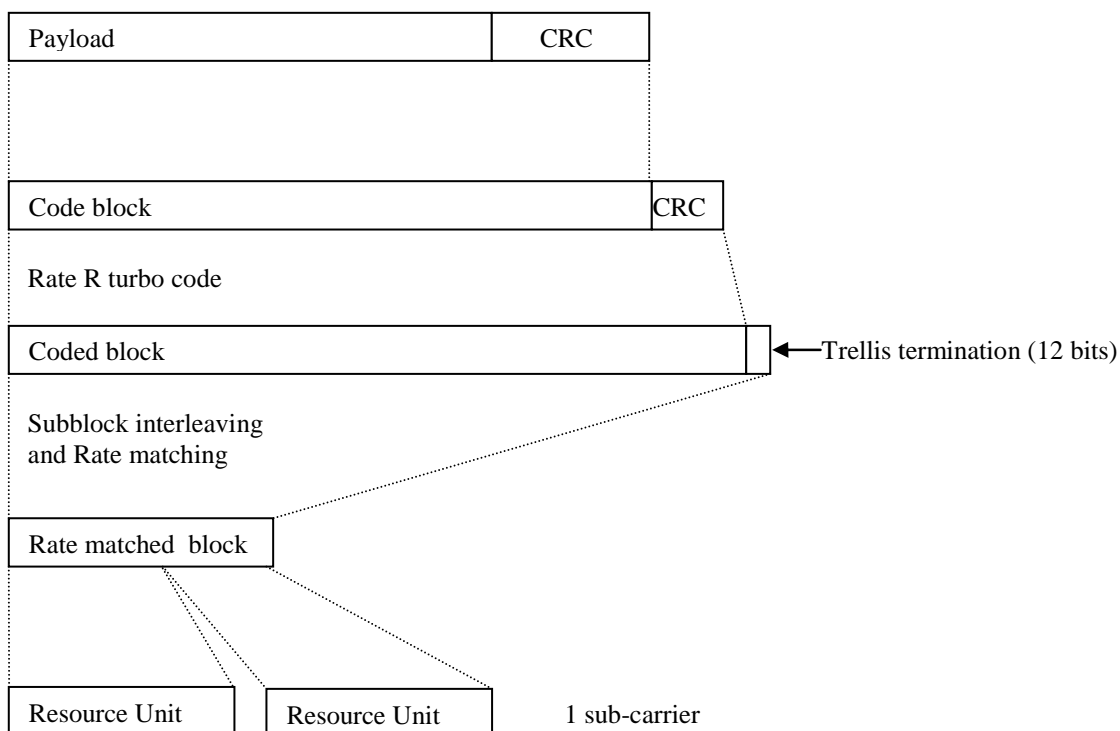 Payload CRC
Code block CRC
Rate R turbo code
Coded block
Trellis termination (12 bits)
Subblock interleaving
and Rate matching
Rate matched block
Resource Unit Resource Unit 1 sub-carrier